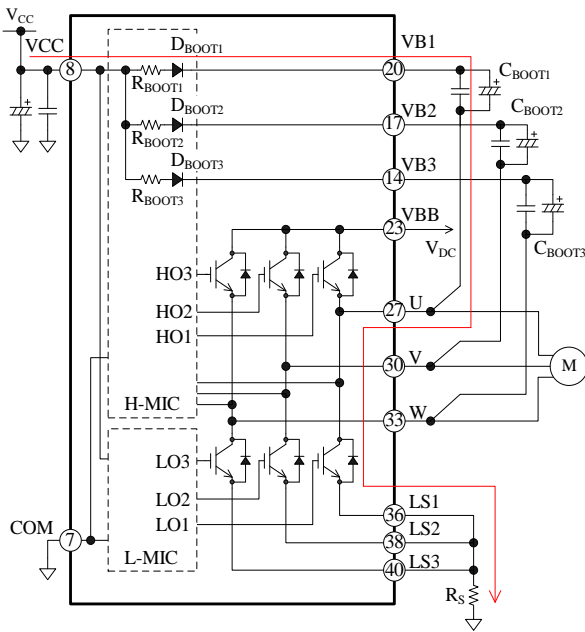 VCC
VCC
8
DBOOT1
RBOOT1
VB1
20
CBOOT1
DBOOT2
RBOOT2
VB2
17
CBOOT2
DBOOT3
RBOOT3
VB3
14
CBOOT3
VBB
23
VDC
HO3
HO2
HO1
H-MIC
27
U
30
V
33
W
M
LO3
LO2
LO1
L-MIC
COM
7
36
LS1
38
LS2
40
LS3
RS
+
+
+
+